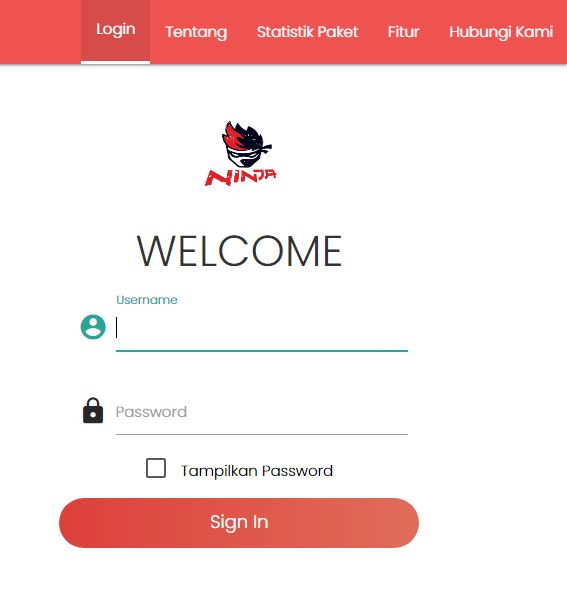 Login Tentang Statistik Paket Fitur Hubungi Kami
NINJA
WELCOME
Username
Password
Tampilkan Password
Sign In